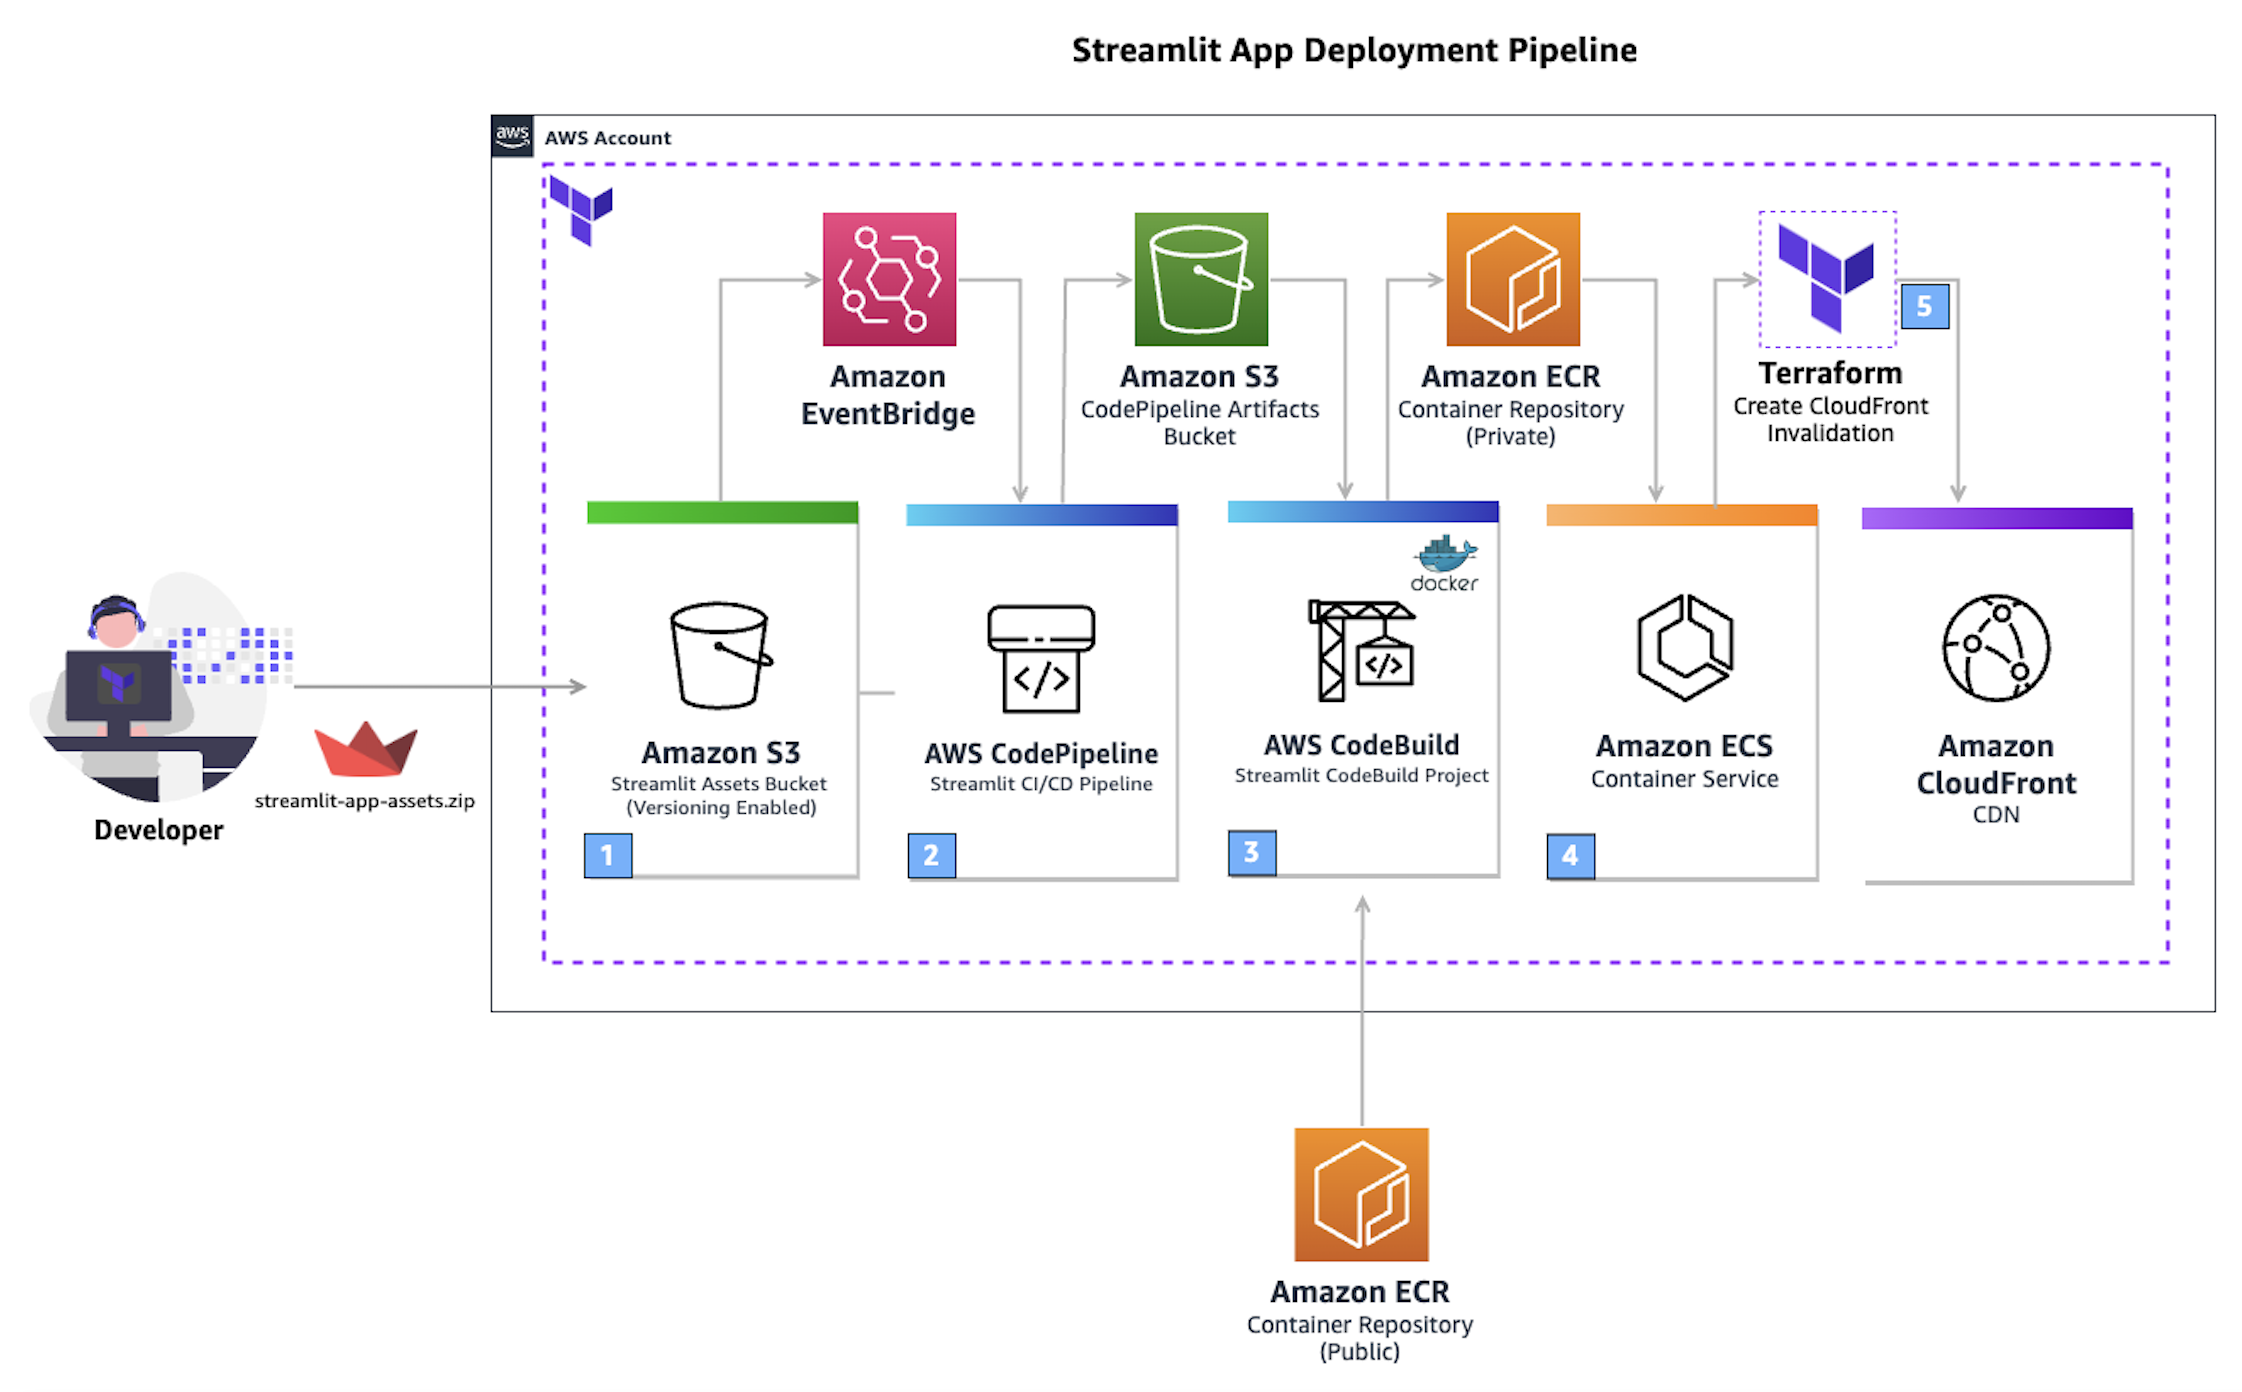 Streamlit App Deployment Pipeline
aws
AWS Account
Amazon
EventBridge
Amazon S3
CodePipeline Artifacts
Bucket
Amazon ECR
Container Repository
(Private)
5
Terraform
Create CloudFront
Invalidation
streamlit-app-assets.zip
Developer
Amazon S3
Streamlit Assets Bucket
(Versioning Enabled)
1
</>
AWS CodePipeline
Streamlit CI/CD Pipeline
2
docker
</>
AWS CodeBuild
Streamlit CodeBuild Project
3
Amazon ECS
Container Service
4
Amazon
CloudFront
CDN
Amazon ECR
Container Repository
(Public)